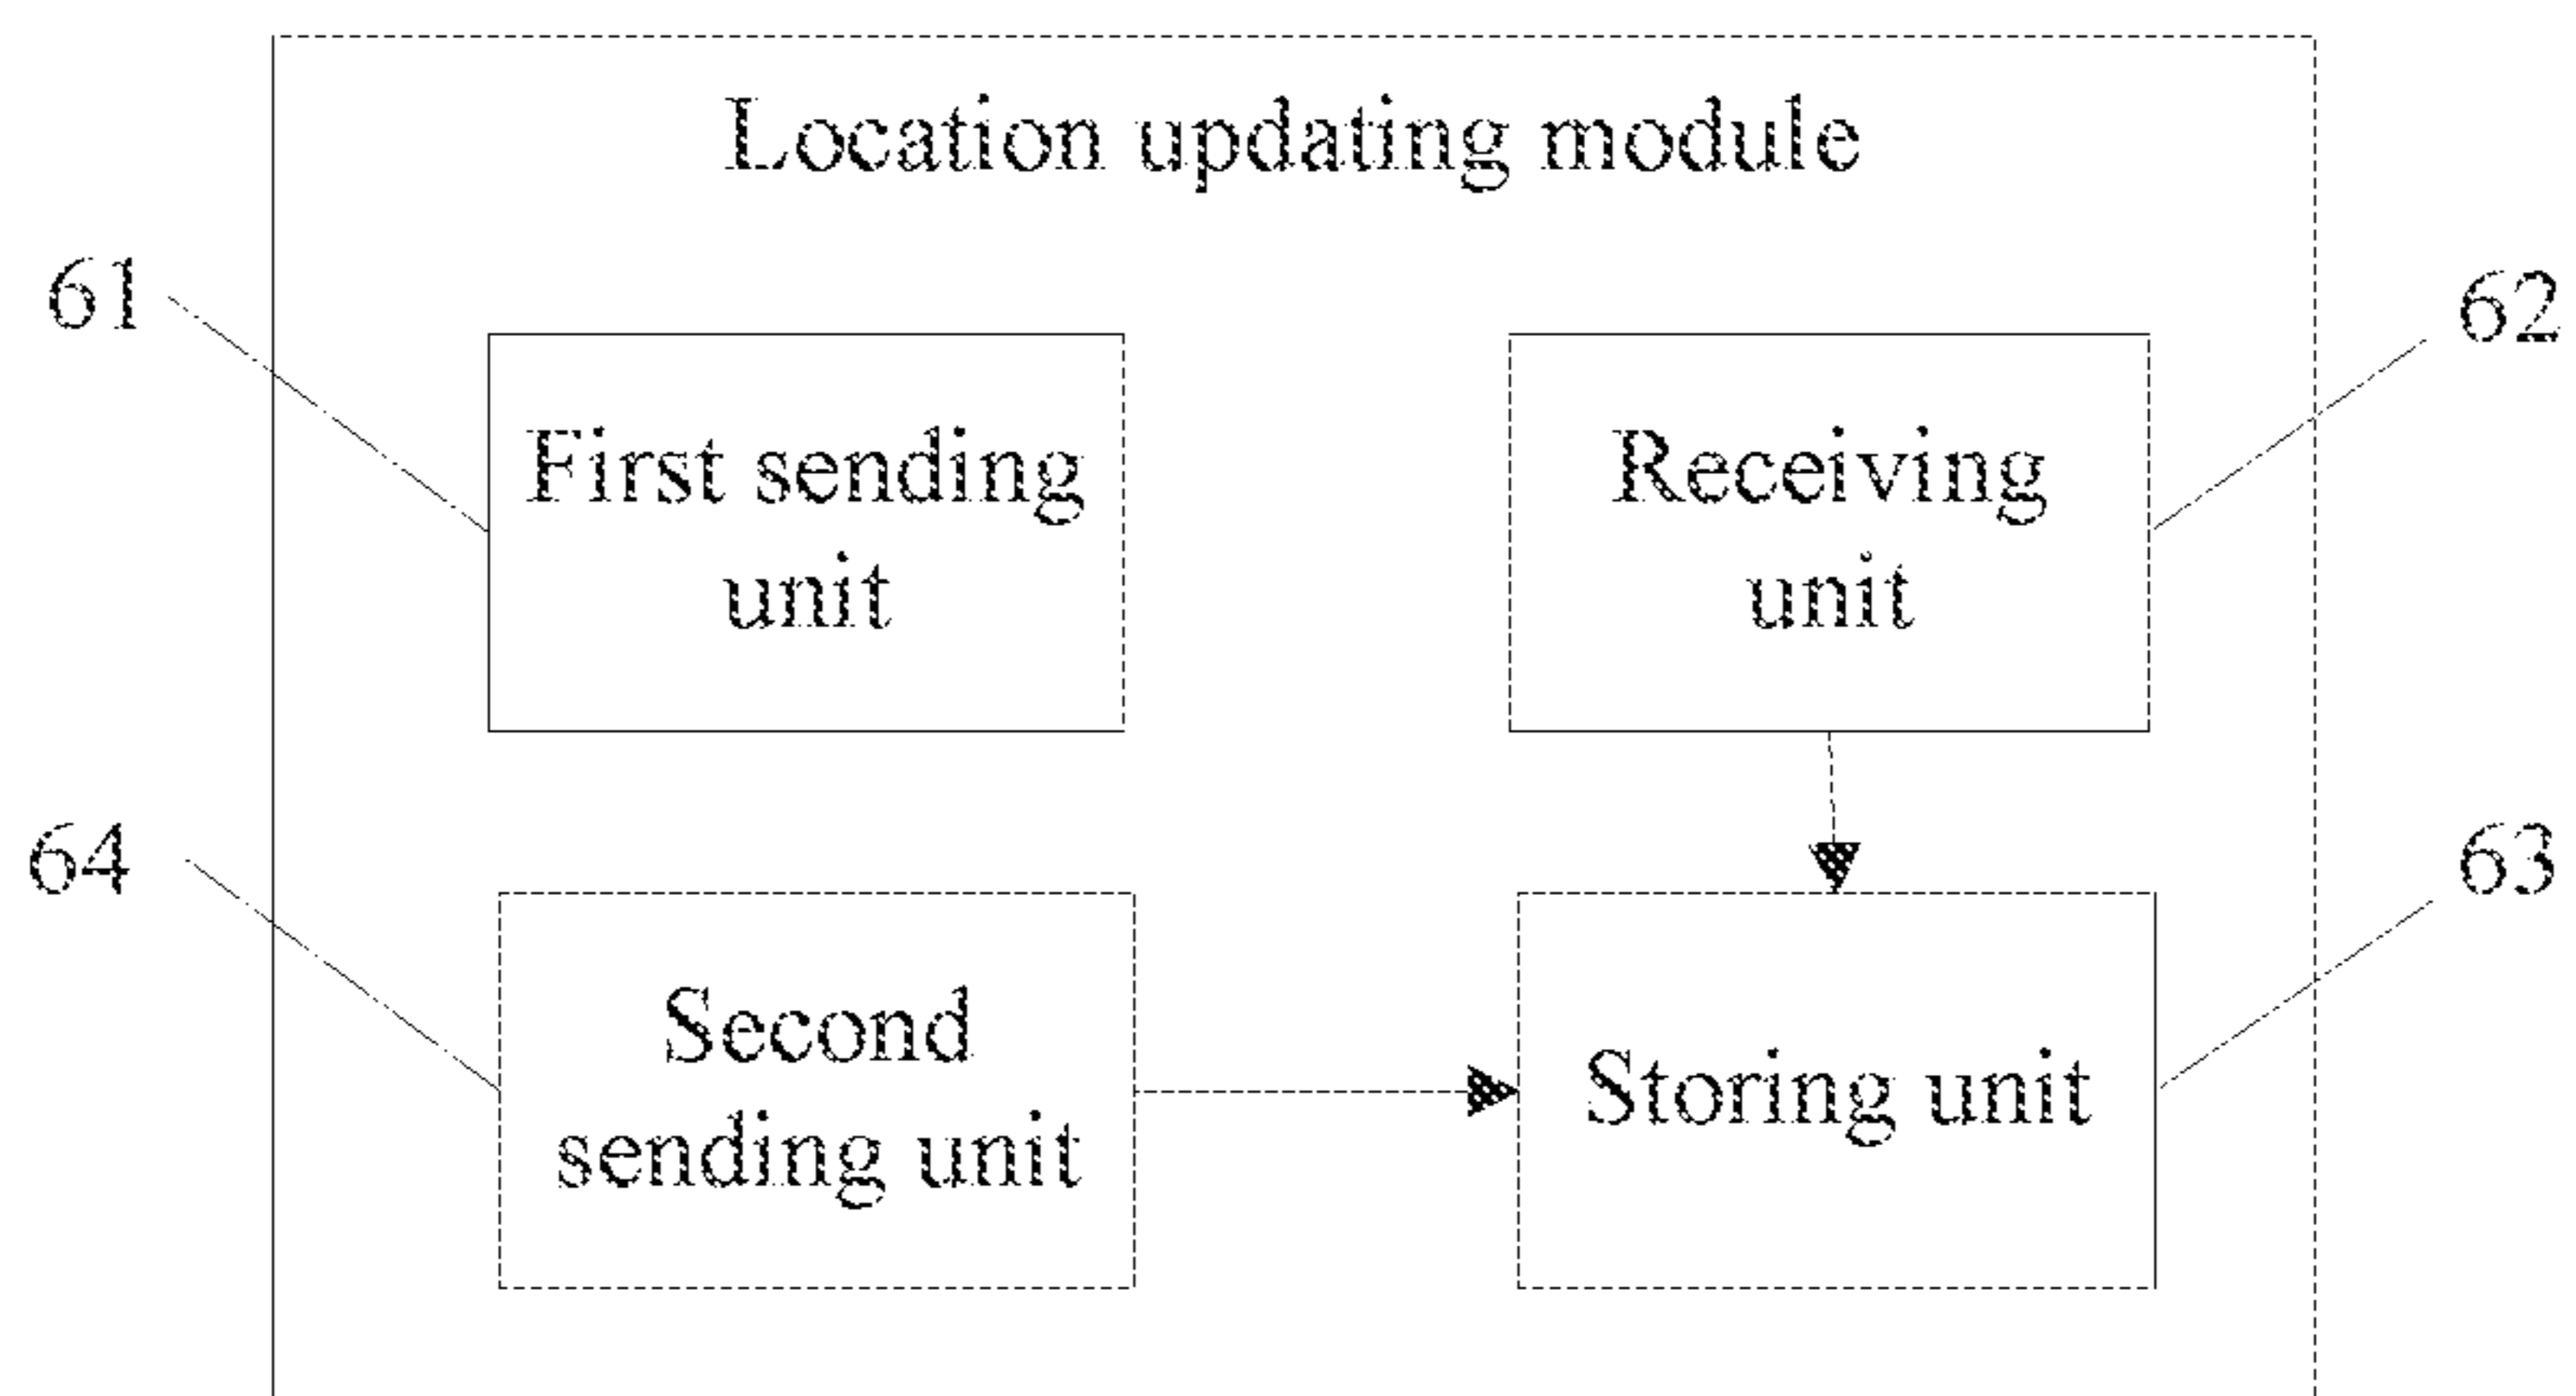 Location updating module
61
62
First sending
unit
Receiving
unit
64
63
Second
sending unit
Storing unit